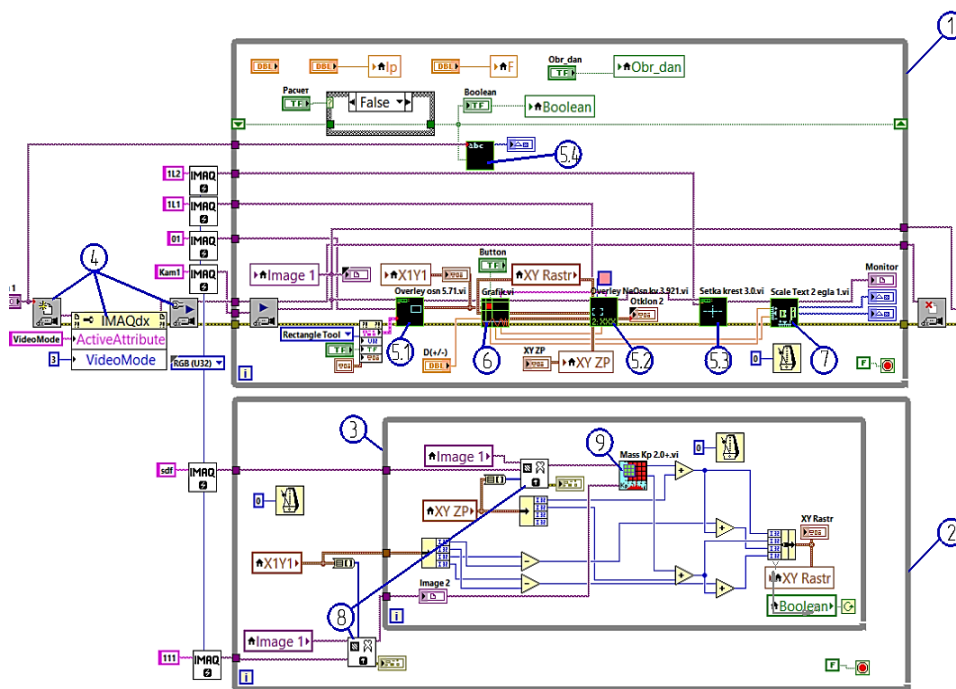 1
DBL
DBL
Ip
DBL
F
Obr_dan
TF
Obr_dan
Расчет
TF
?
False
Boolean
TF
Boolean
abc
5.4
1L2
IMAQ
1L1
IMAQ
01
IMAQ
Kam1
IMAQ
4
Image 1
X1Y1
Button
TF
XY Rastr
Monitor
Overley osn 5.71.vi
Grafik.vi
Overley NaOsn kv 3.921.vi
Otklon 2
Setka krest 3.0.vi
Scale Text 2 egla 1.vi
1
IMAQdx
VideoMode
ActiveAttribute
3
VideoMode
RGB (U32)
Rectangle Tool
TF
5.1
D(+/-)
DBL
6
XY ZP
XY ZP
5.2
5.3
0
7
i
F
3
Image 1
9
Mass Kp 2.0+.vi
0
sdf
IMAQ
0
XY ZP
XY Rastr
2
X1Y1
Image 2
XY Rastr
8
Boolean
i
Image 1
111
IMAQ
i
F